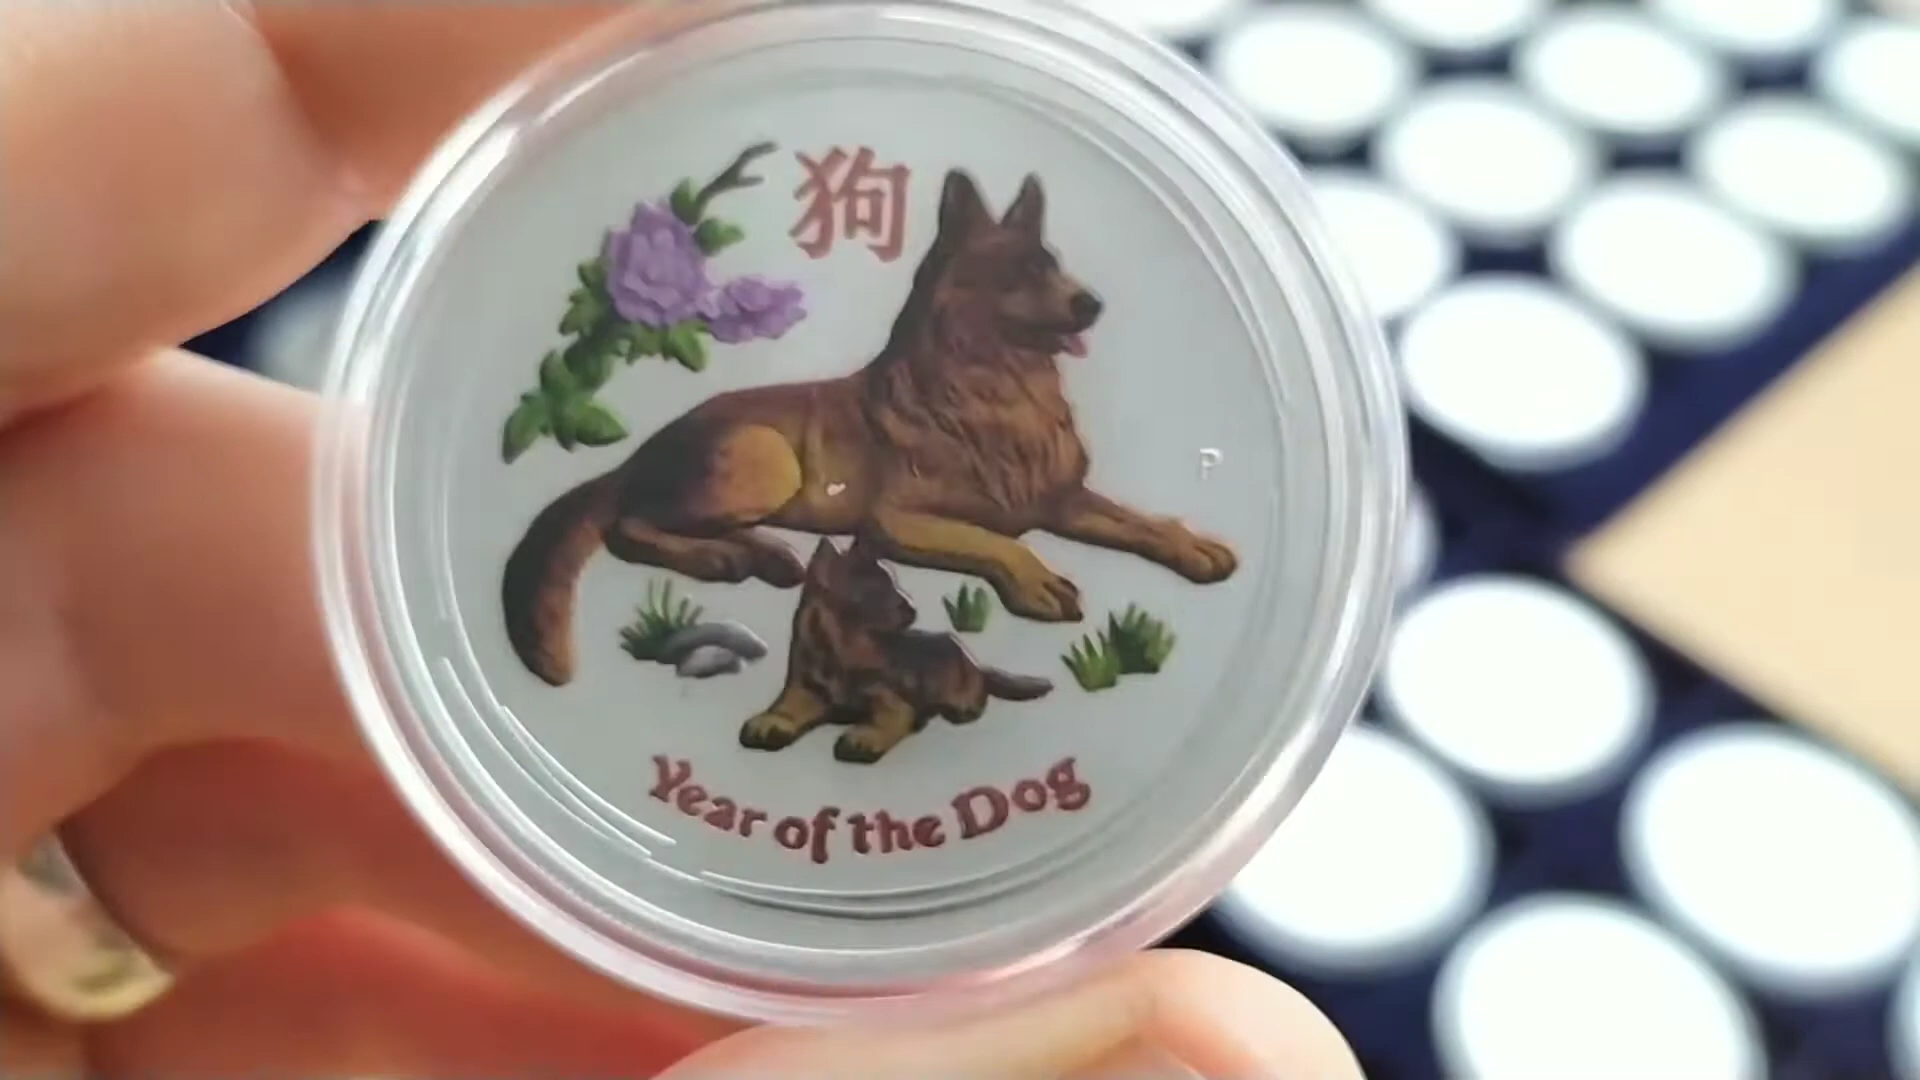 狗
P
Year of the Dog